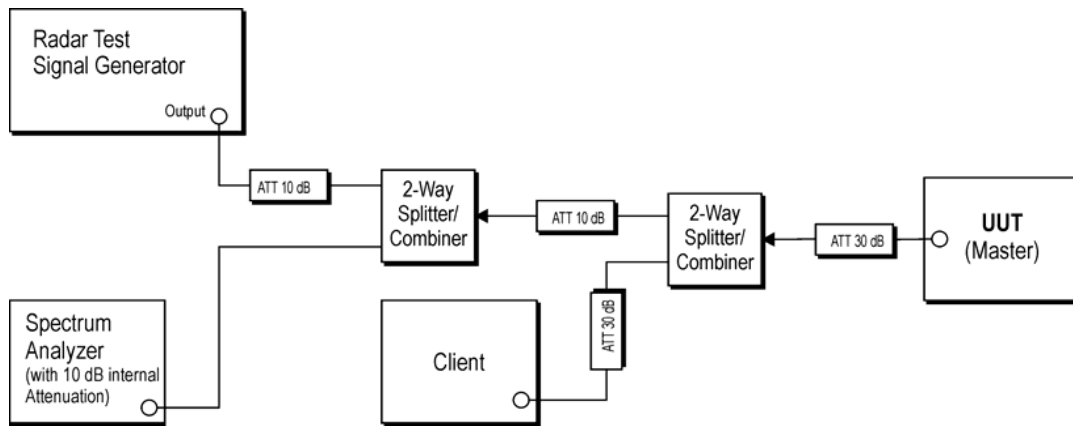 Radar Test
Signal Generator
Output
ATT 10 dB
2-Way
Splitter/
Combiner
ATT 10 dB
2-Way
Splitter/
Combiner
ATT 30 dB
UUT
(Master)
Spectrum
Analyzer
(with 10 dB internal
Attenuation)
Client
ATT 30 dB